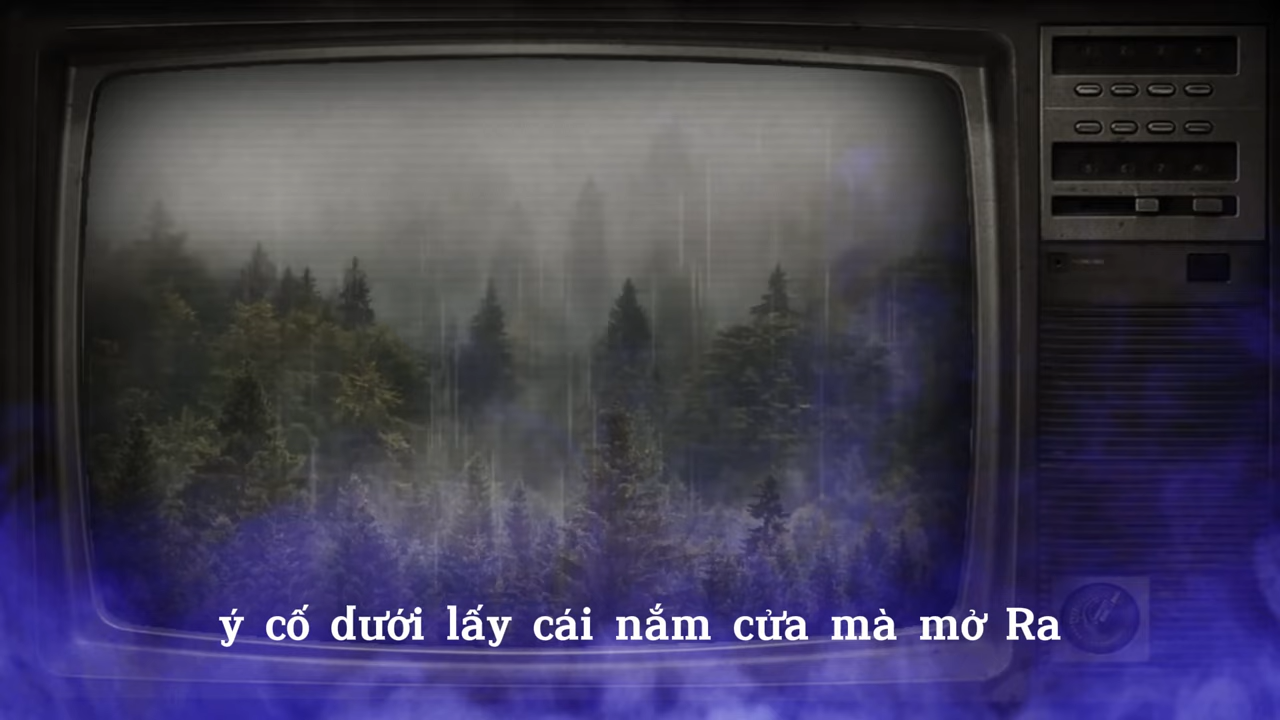 ý cố dưới lấy cái nắm cửa mà mở Ra